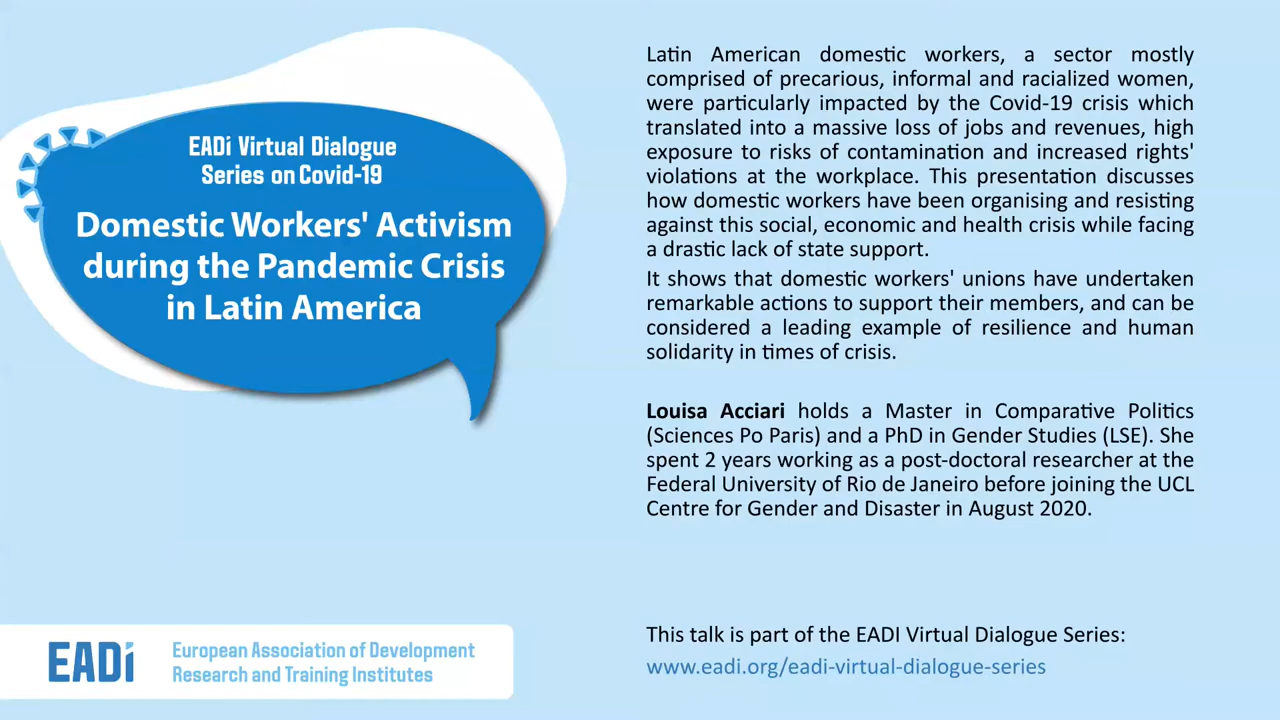 EADi Virtual Dialogue
Series on Covid-19
Domestic Workers' Activism
during the Pandemic Crisis
in Latin America
Latin American domestic workers, a sector mostly
comprised of precarious, informal and racialized women,
were particularly impacted by the Covid-19 crisis which
translated into a massive loss of jobs and revenues, high
exposure to risks of contamination and increased rights'
violations at the workplace. This presentation discusses
how domestic workers have been organising and resisting
against this social, economic and health crisis while facing
a drastic lack of state support.
It shows that domestic workers' unions have undertaken
remarkable actions to support their members, and can be
considered a leading example of resilience and human
solidarity in times of crisis.
Louisa Acciari holds a Master in Comparative Politics
(Sciences Po Paris) and a PhD in Gender Studies (LSE). She
spent 2 years working as a post-doctoral researcher at the
Federal University of Rio de Janeiro before joining the UCL
Centre for Gender and Disaster in August 2020.
EADi
European Association of Development
Research and Training Institutes
This talk is part of the EADI Virtual Dialogue Series:
www.eadi.org/eadi-virtual-dialogue-series